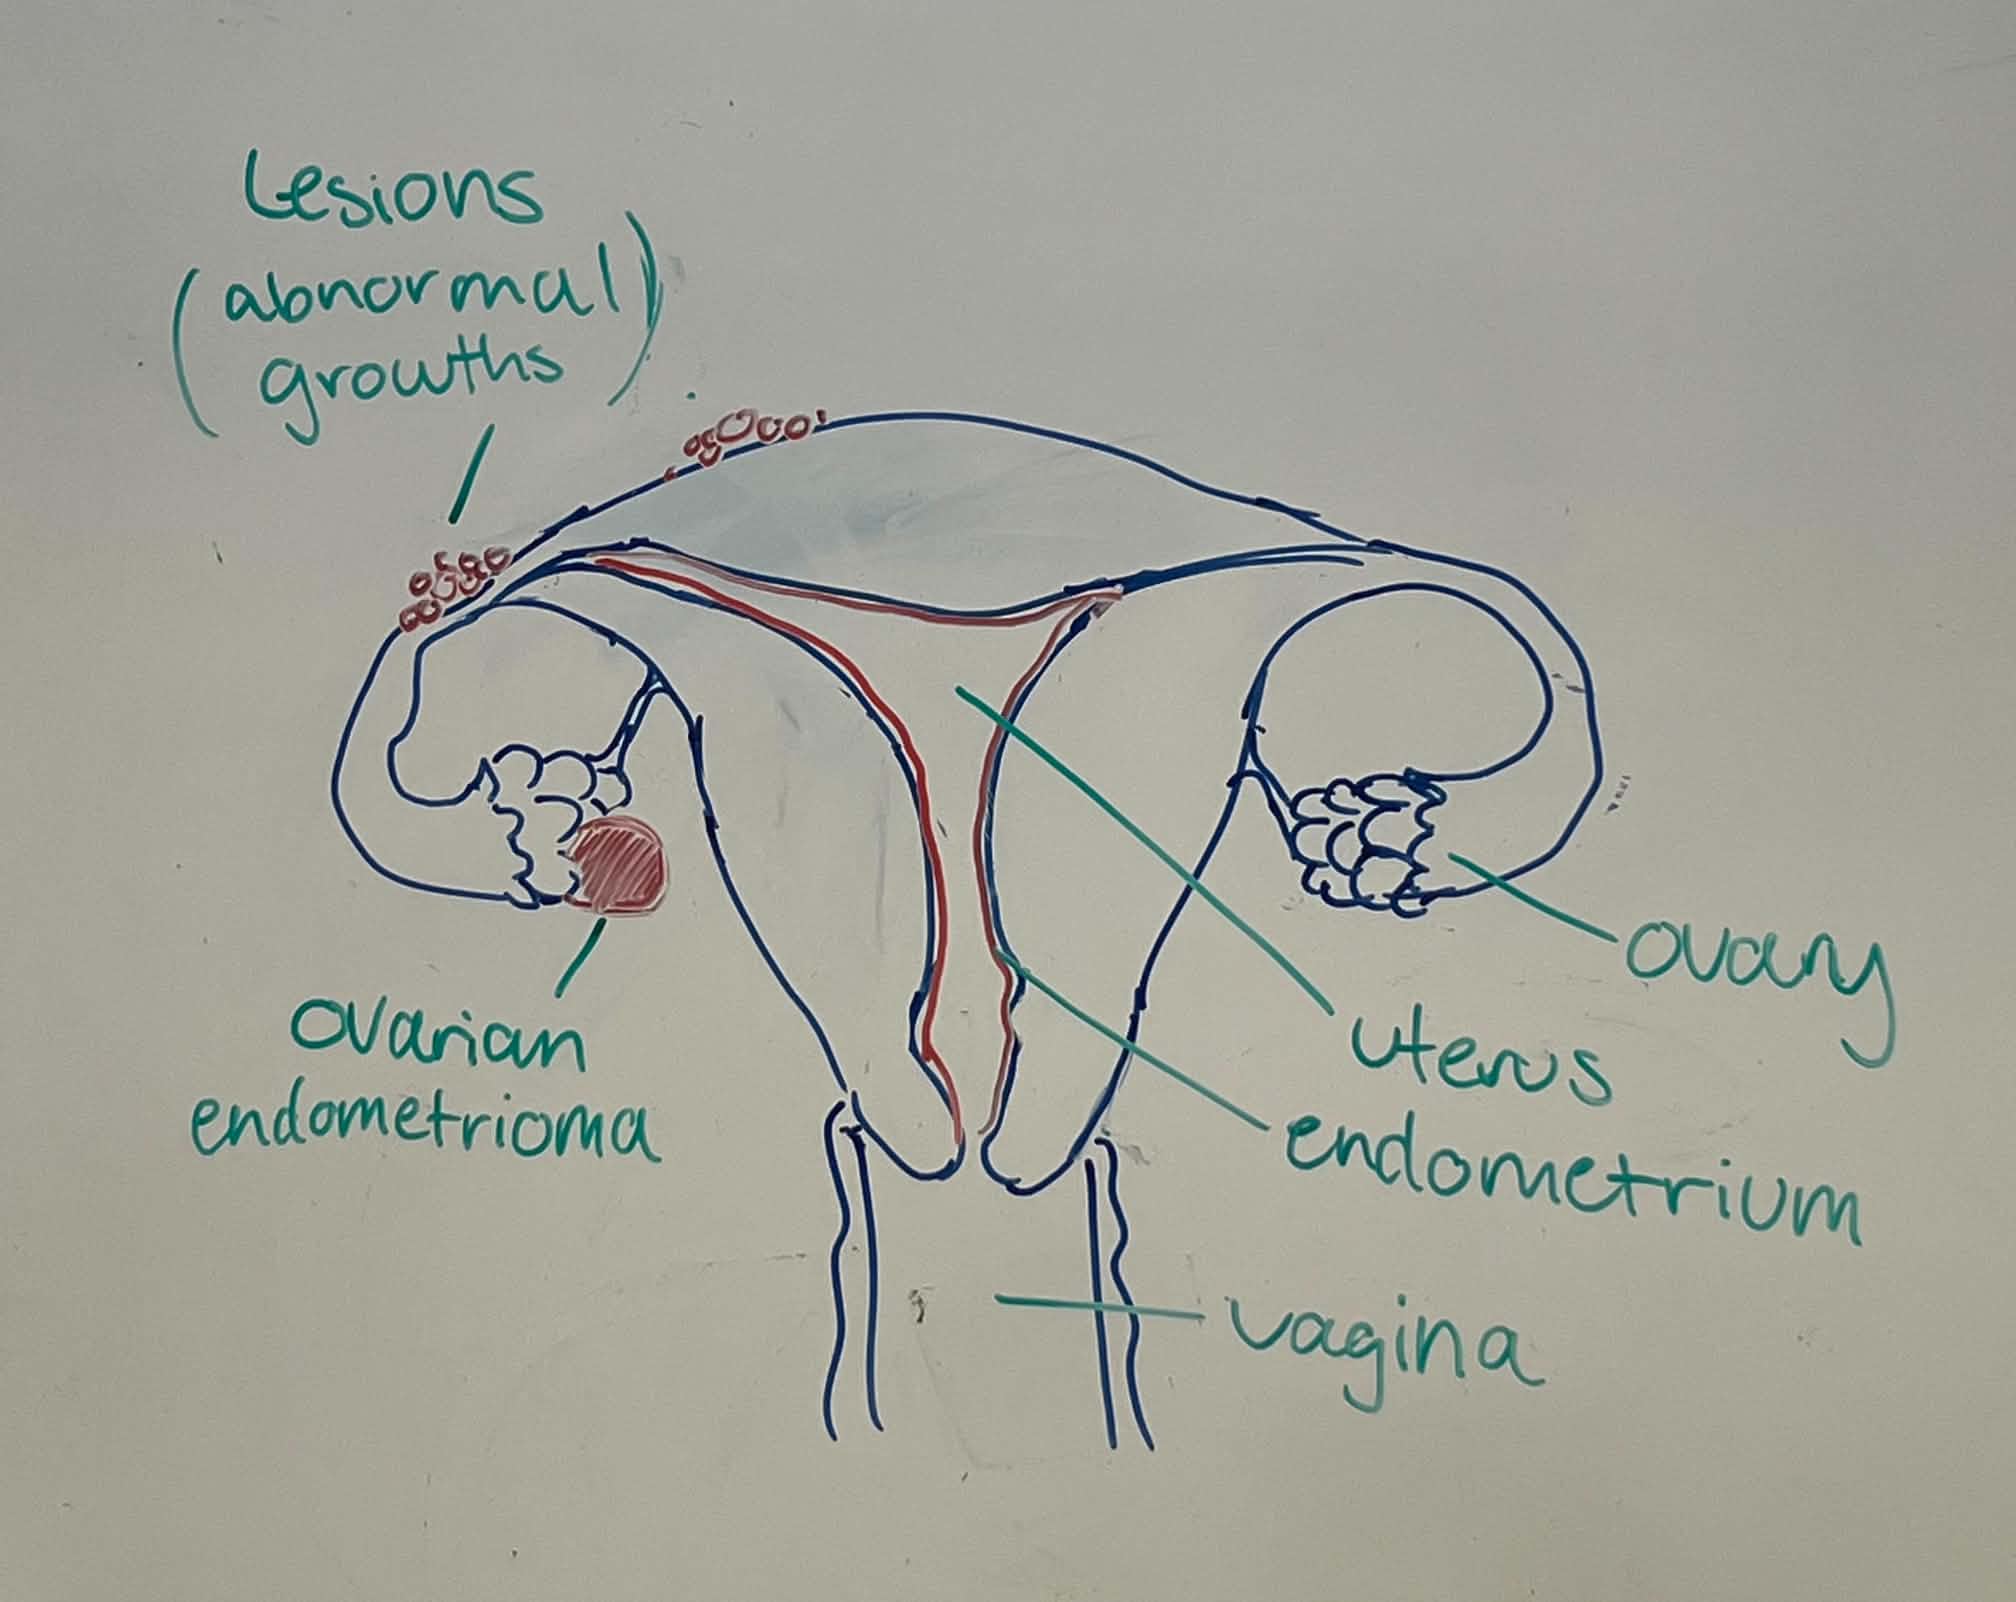 Lesions
(abnormal)
growths
ovary
ovarian
endometrioma
uterus
endometrium
vagina